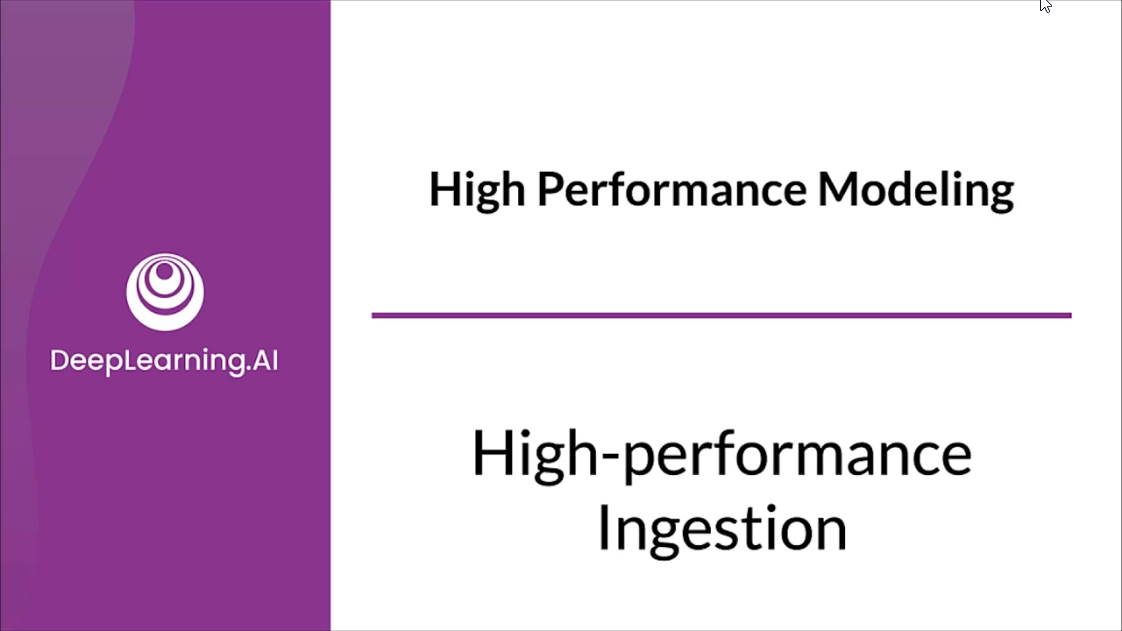 High Performance Modeling
DeepLearning.AI
High-performance
Ingestion